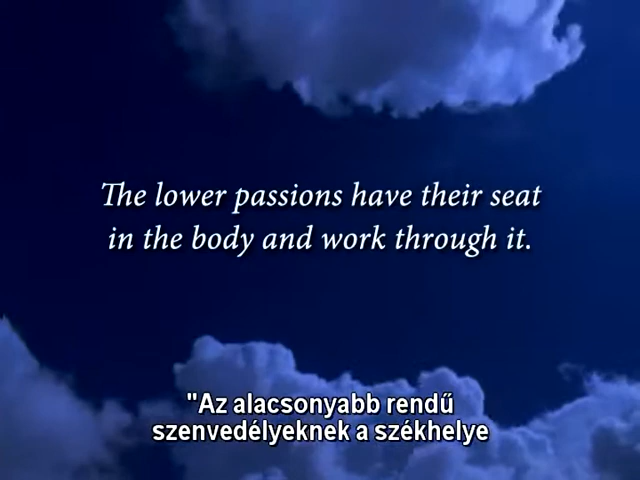 The lower passions have their seat
in the body and work through it.
"Az alacsonyabb rendű
szenvedélyeknek a székhelye